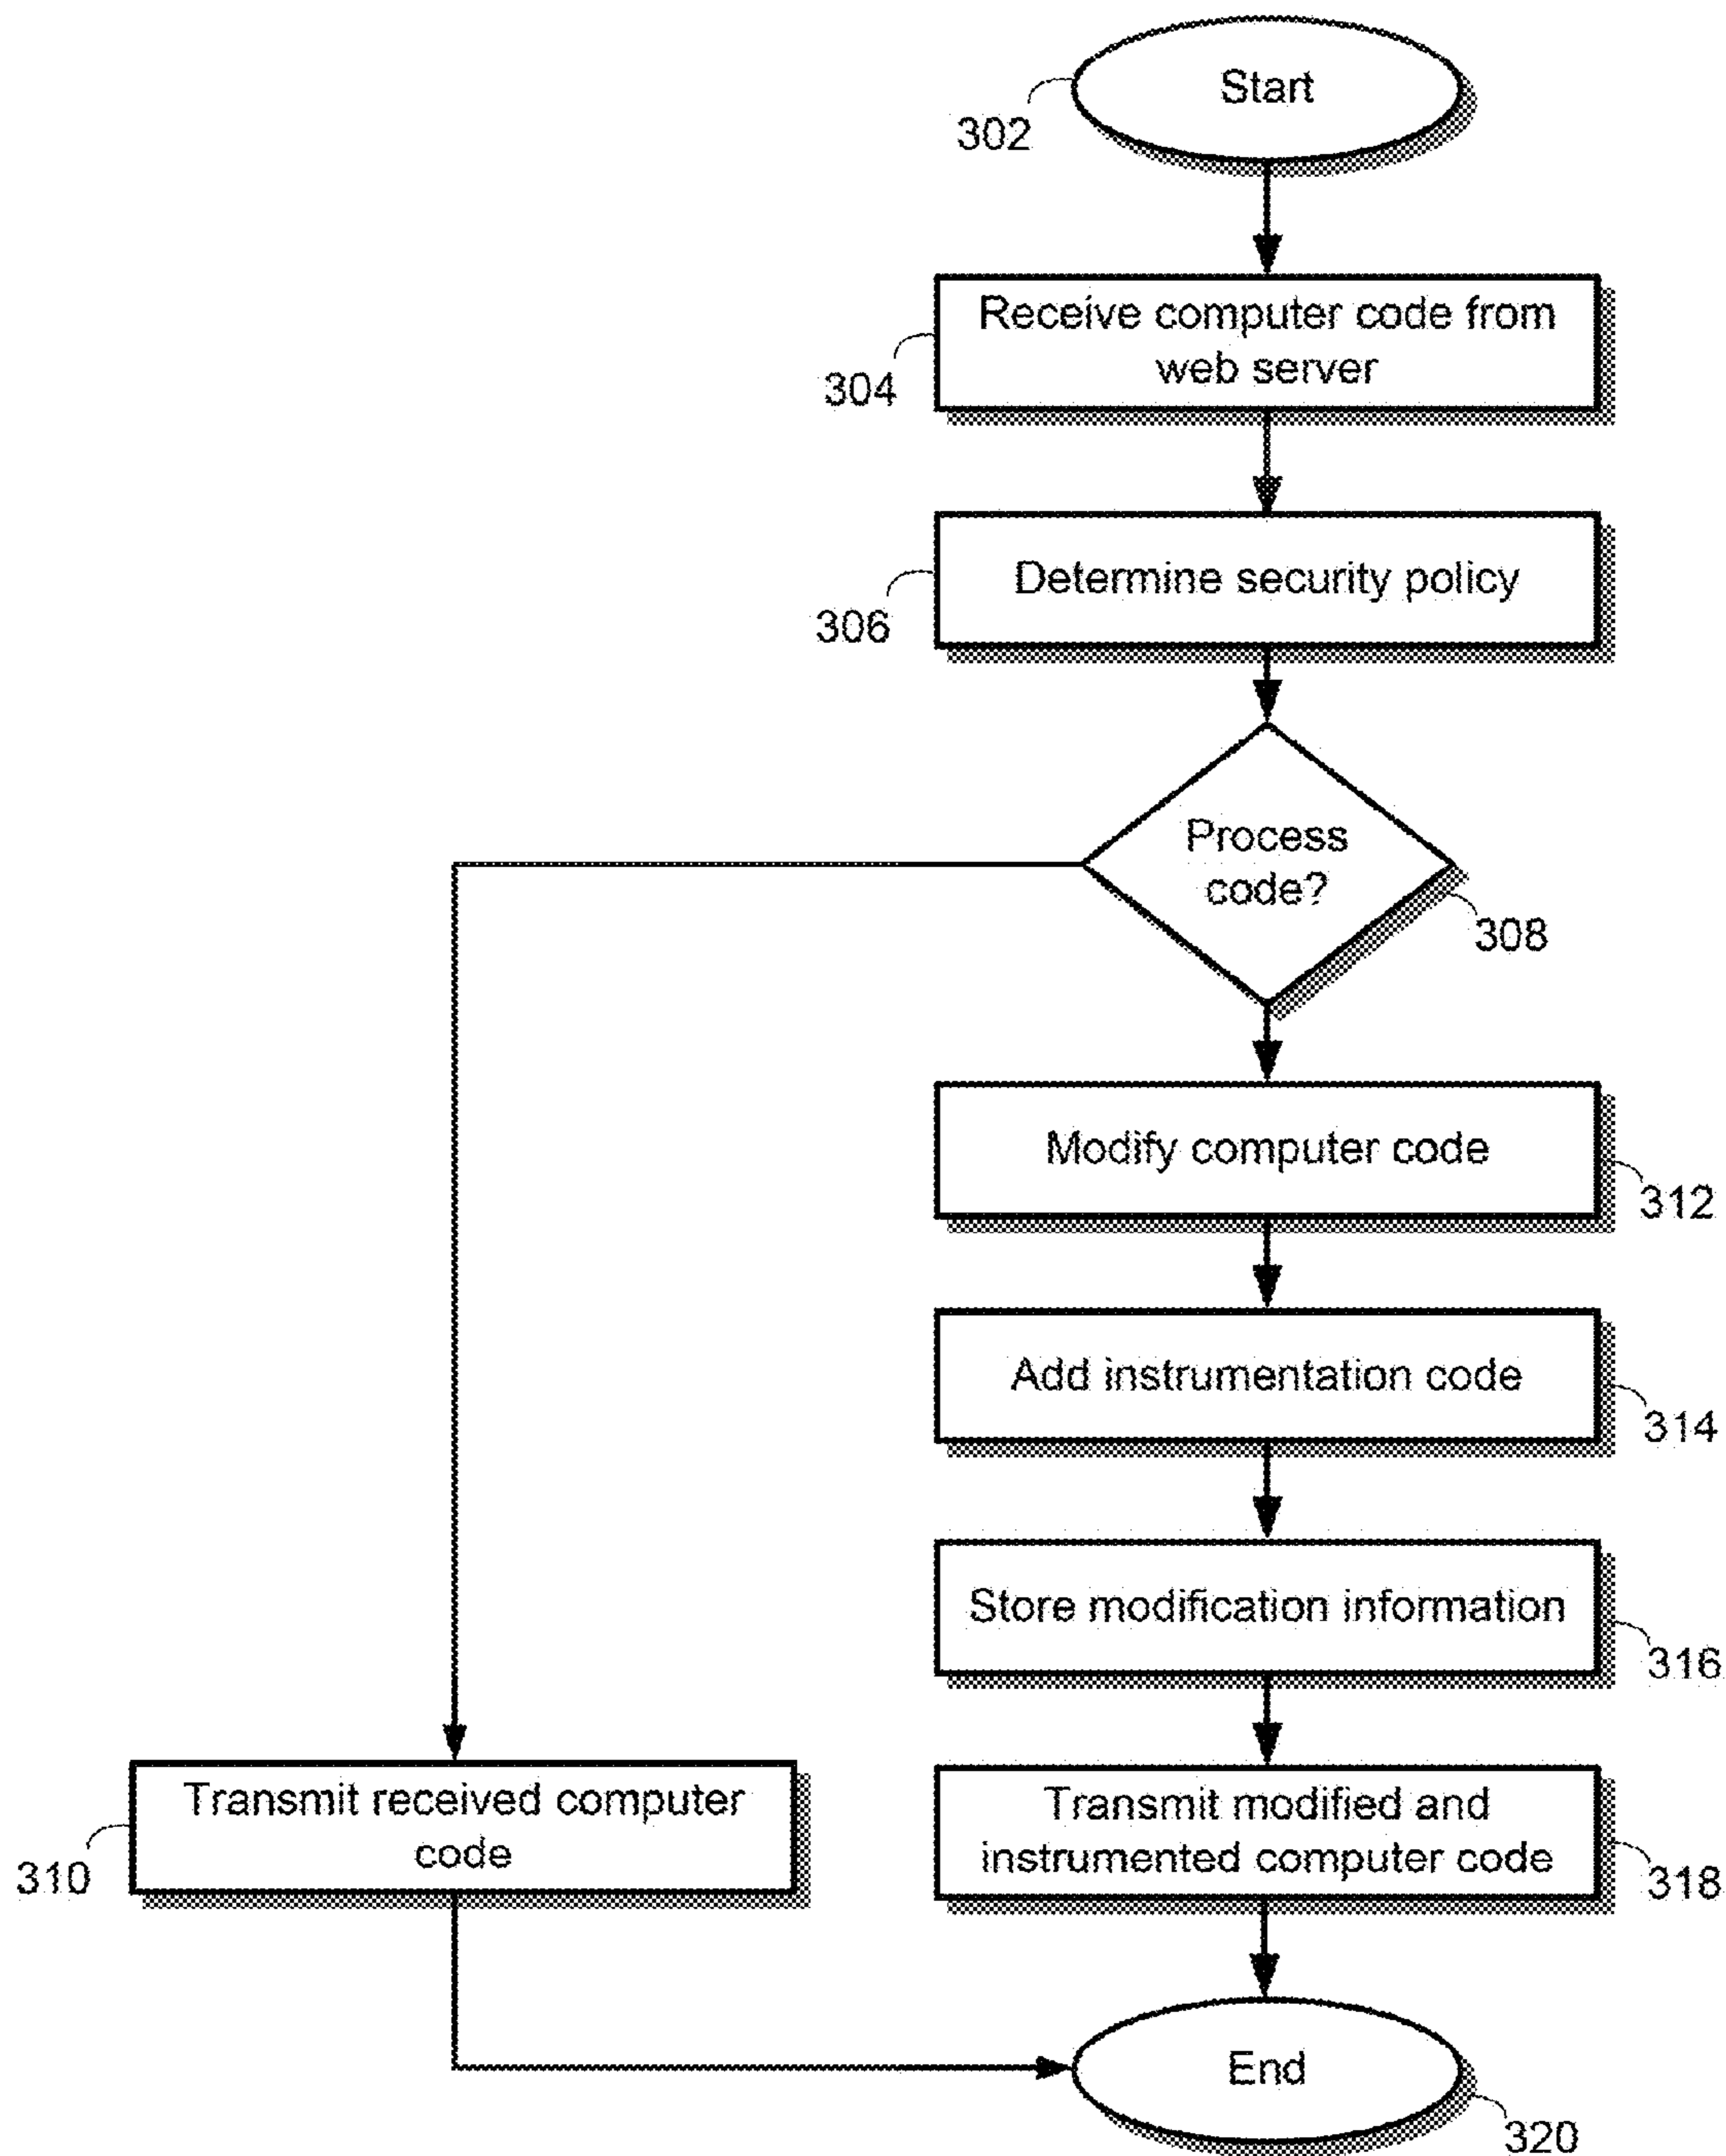 Start
302
Receive computer code from
web server
304
Determine security policy
306
Process
code?
308
Modify computer code
312
Add instrumentation code
314
Store modification information
316
Transmit received computer
code
310
Transmit modified and
instrumented computer code
318
End
320